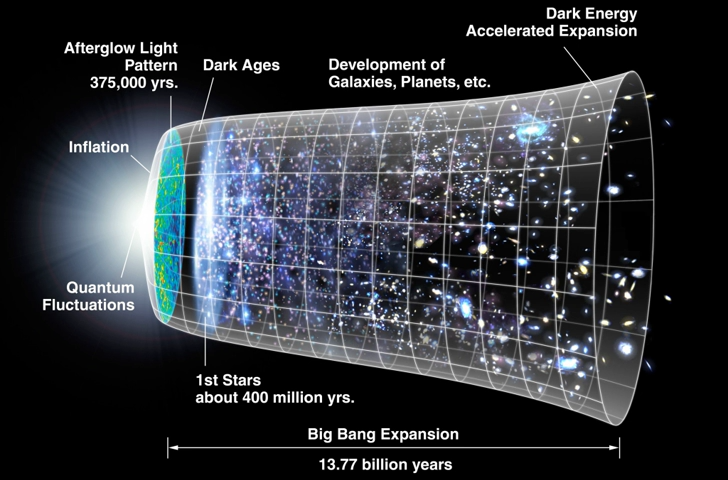 Dark Energy
Accelerated Expansion
Afterglow Light
Pattern
375,000 yrs.
Dark Ages
Development of
Galaxies, Planets, etc.
Inflation
Quantum
Fluctuations
1st Stars
about 400 million yrs.
Big Bang Expansion
13.77 billion years